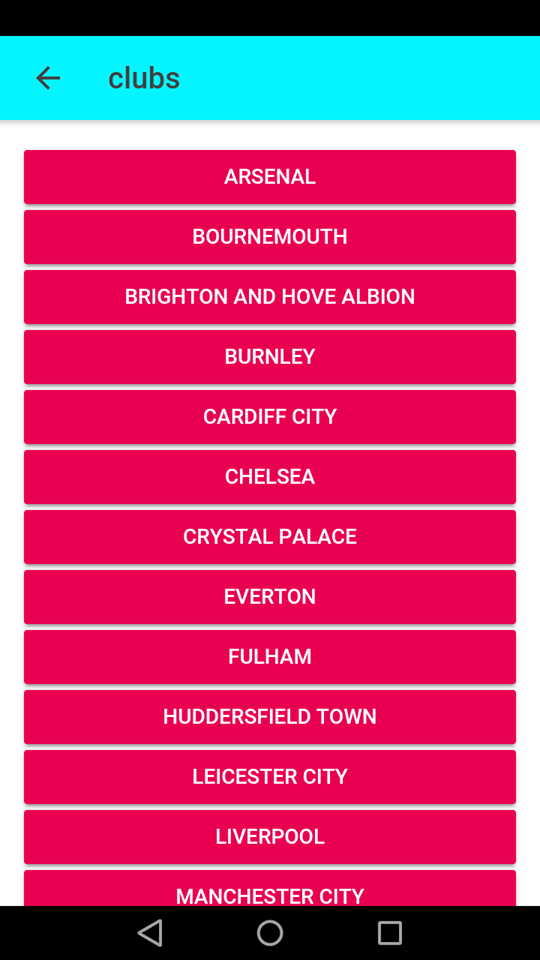 clubs
ARSENAL
BOURNEMOUTH
BRIGHTON AND HOVE ALBION
BURNLEY
CARDIFF CITY
CHELSEA
CRYSTAL PALACE
EVERTON
FULHAM
HUDDERSFIELD TOWN
LEICESTER CITY
LIVERPOOL
MANCHESTER CITY